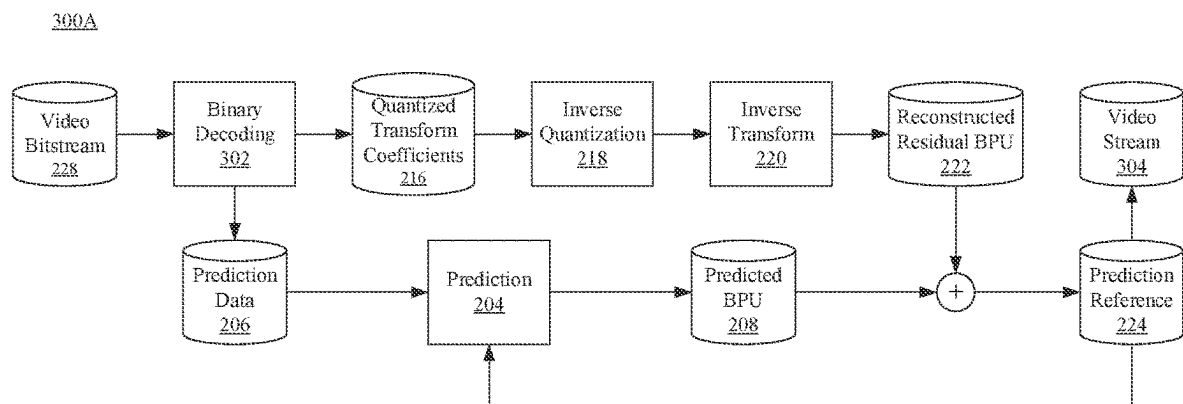 300A
Video
Bitstream
228
Binary
Decoding
302
Quantized
Transform
Coefficients
216
Inverse
Quantization
218
Inverse
Transform
220
Reconstructed
Residual BPU
222
Video
Stream
304
Prediction
Data
206
Prediction
204
Predicted
BPU
208
+
Prediction
Reference
224